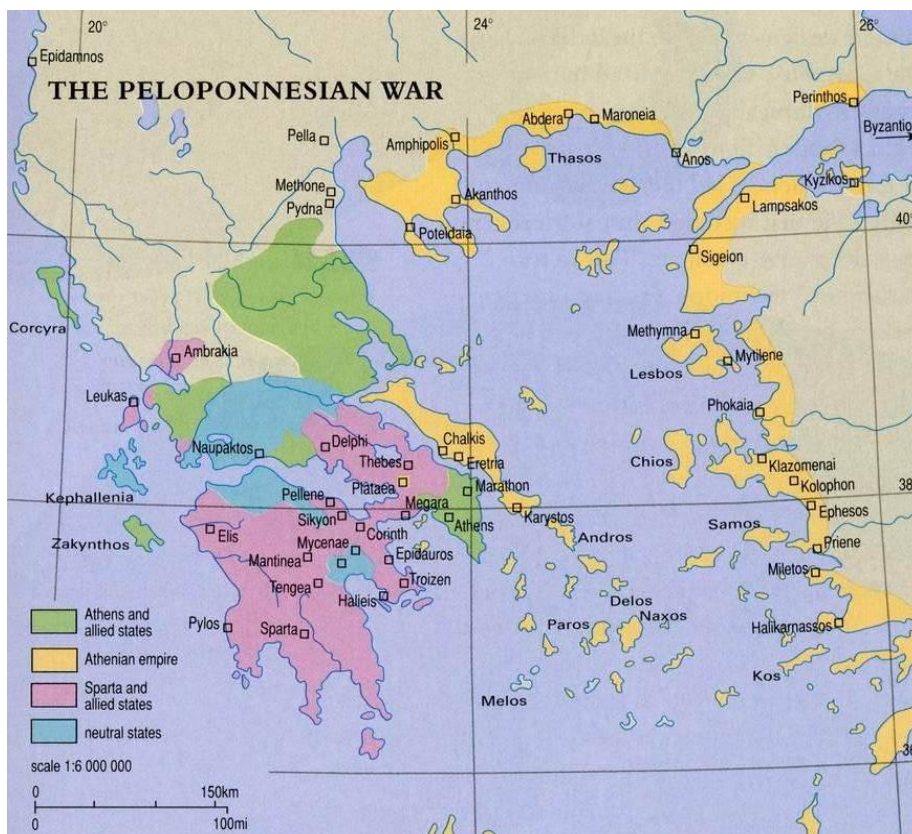 20°
24°
26°
Epidamnos
THE PELOPONNESIAN WAR
Perinthos
Abdera
Maroneia
Byzantio
Pella
Amphipolis
Thasos
Anos
Kyzikos
Methone
Akanthos
Lampsakos
Pydna
40°
Poteidaia
Sigeion
Corcyra
Methymna
Ambrakia
Mytilene
Lesbos
Leukas
Phokaia
Chalkis
Naupaktos
Delphi
Eretria
Chios
Klazomenai
Thebes
Kolophon
Plataea
Marathon
Kephallenia
Pellene
Megara
38°
Sikyon
Athens
Karystos
Ephesos
Elis
Corinth
Samos
Zakynthos
Mycenae
Andros
Priene
Mantinea
Epidauros
Miletos
Tengea
Troizen
Delos
Halieis
Naxos
Athens and
allied states
Pylos
Sparta
Paros
Halikarnassos
Athenian empire
Kos
Sparta and
allied states
Melos
neutral states
36
scale 1:6 000 000
0
150km
0
100mi